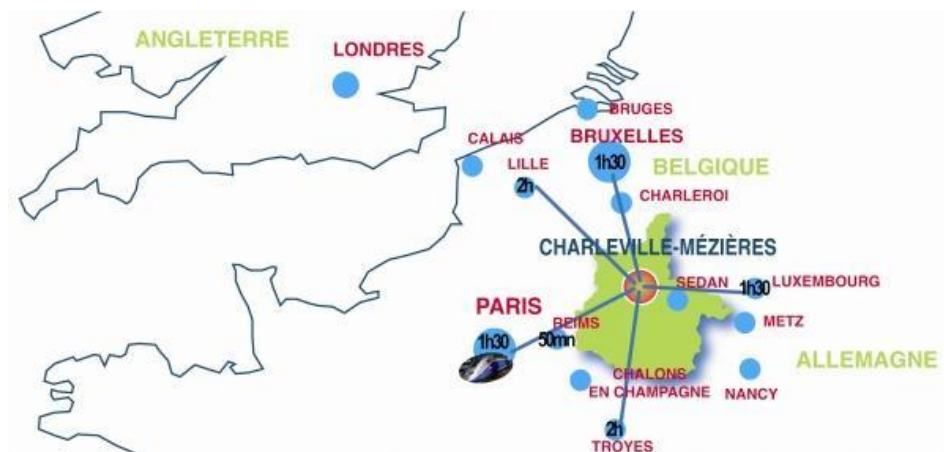 ANGLETERRE
LONDRES
BRUGES
CALAIS
BRUXELLES
LILLE
1h30
BELGIQUE
2h
CHARLEROI
CHARLEVILLE-MÉZIÈRES
SEDAN
1h30
LUXEMBOURG
PARIS
REIMS
METZ
1h30
50mn
ALLEMAGNE
CHALONS
EN CHAMPAGNE
NANCY
2h
TROYES